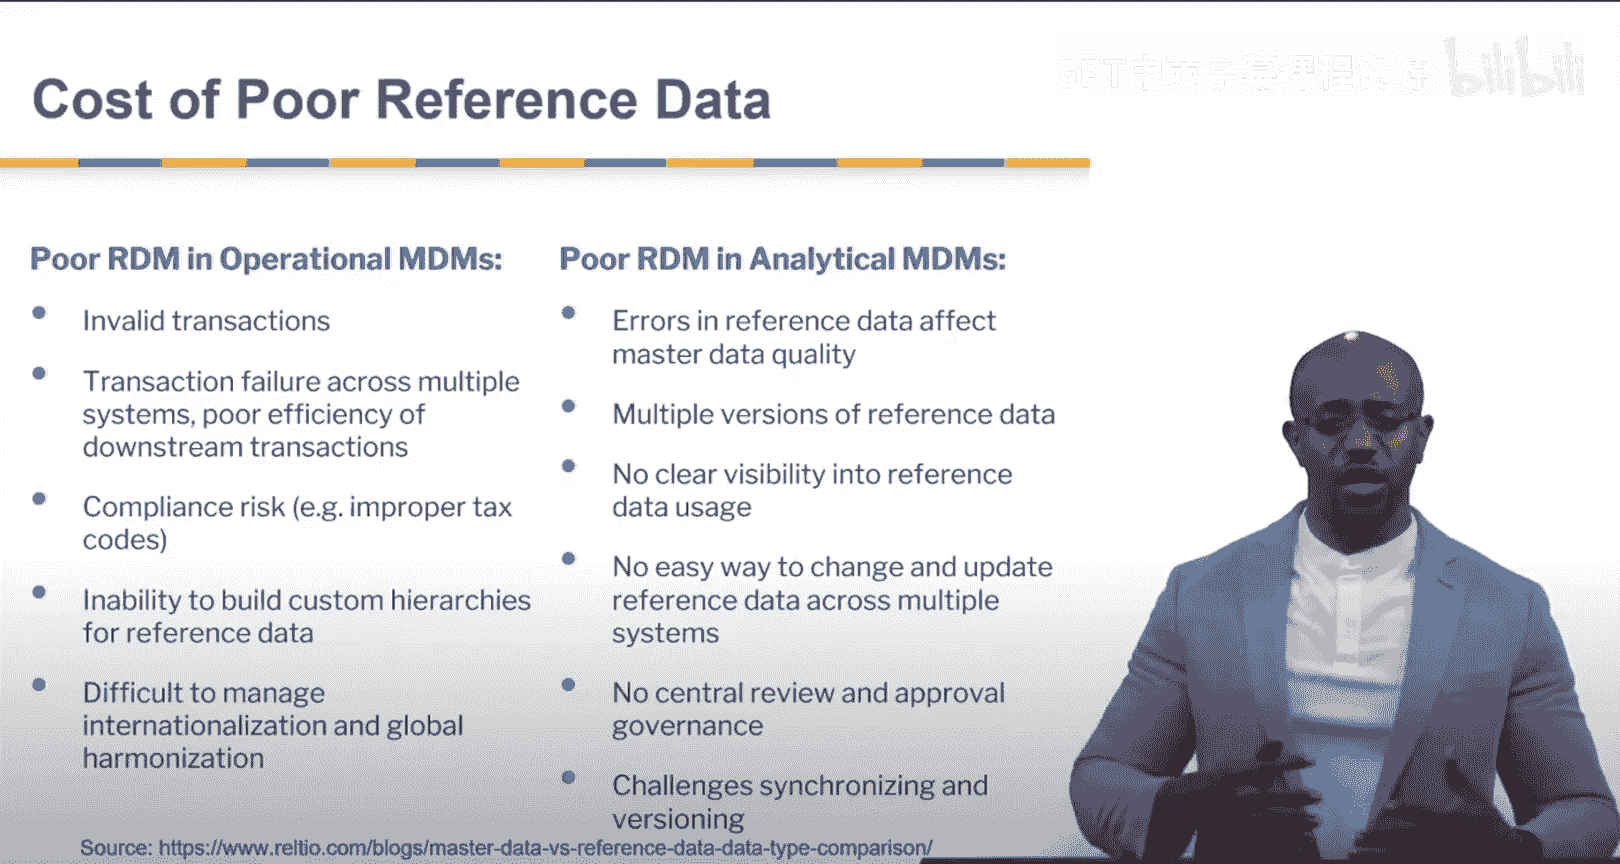 Cost of Poor Reference Data
bilibili
Poor RDM in Operational MDMs:
Invalid transactions
Transaction failure across multiple
systems, poor efficiency of
downstream transactions
Compliance risk (e.g. improper tax
codes)
Inability to build custom hierarchies
for reference data
Difficult to manage
internationalization and global
harmonization
Poor RDM in Analytical MDMs:
Errors in reference data affect
master data quality
Multiple versions of reference data
No clear visibility into reference
data usage
No easy way to change and update
reference data across multiple
systems
No central review and approval
governance
Challenges synchronizing and
versioning
Source: https://www.reltio.com/blogs/master-data-vs-reference-data-data-type-comparison/